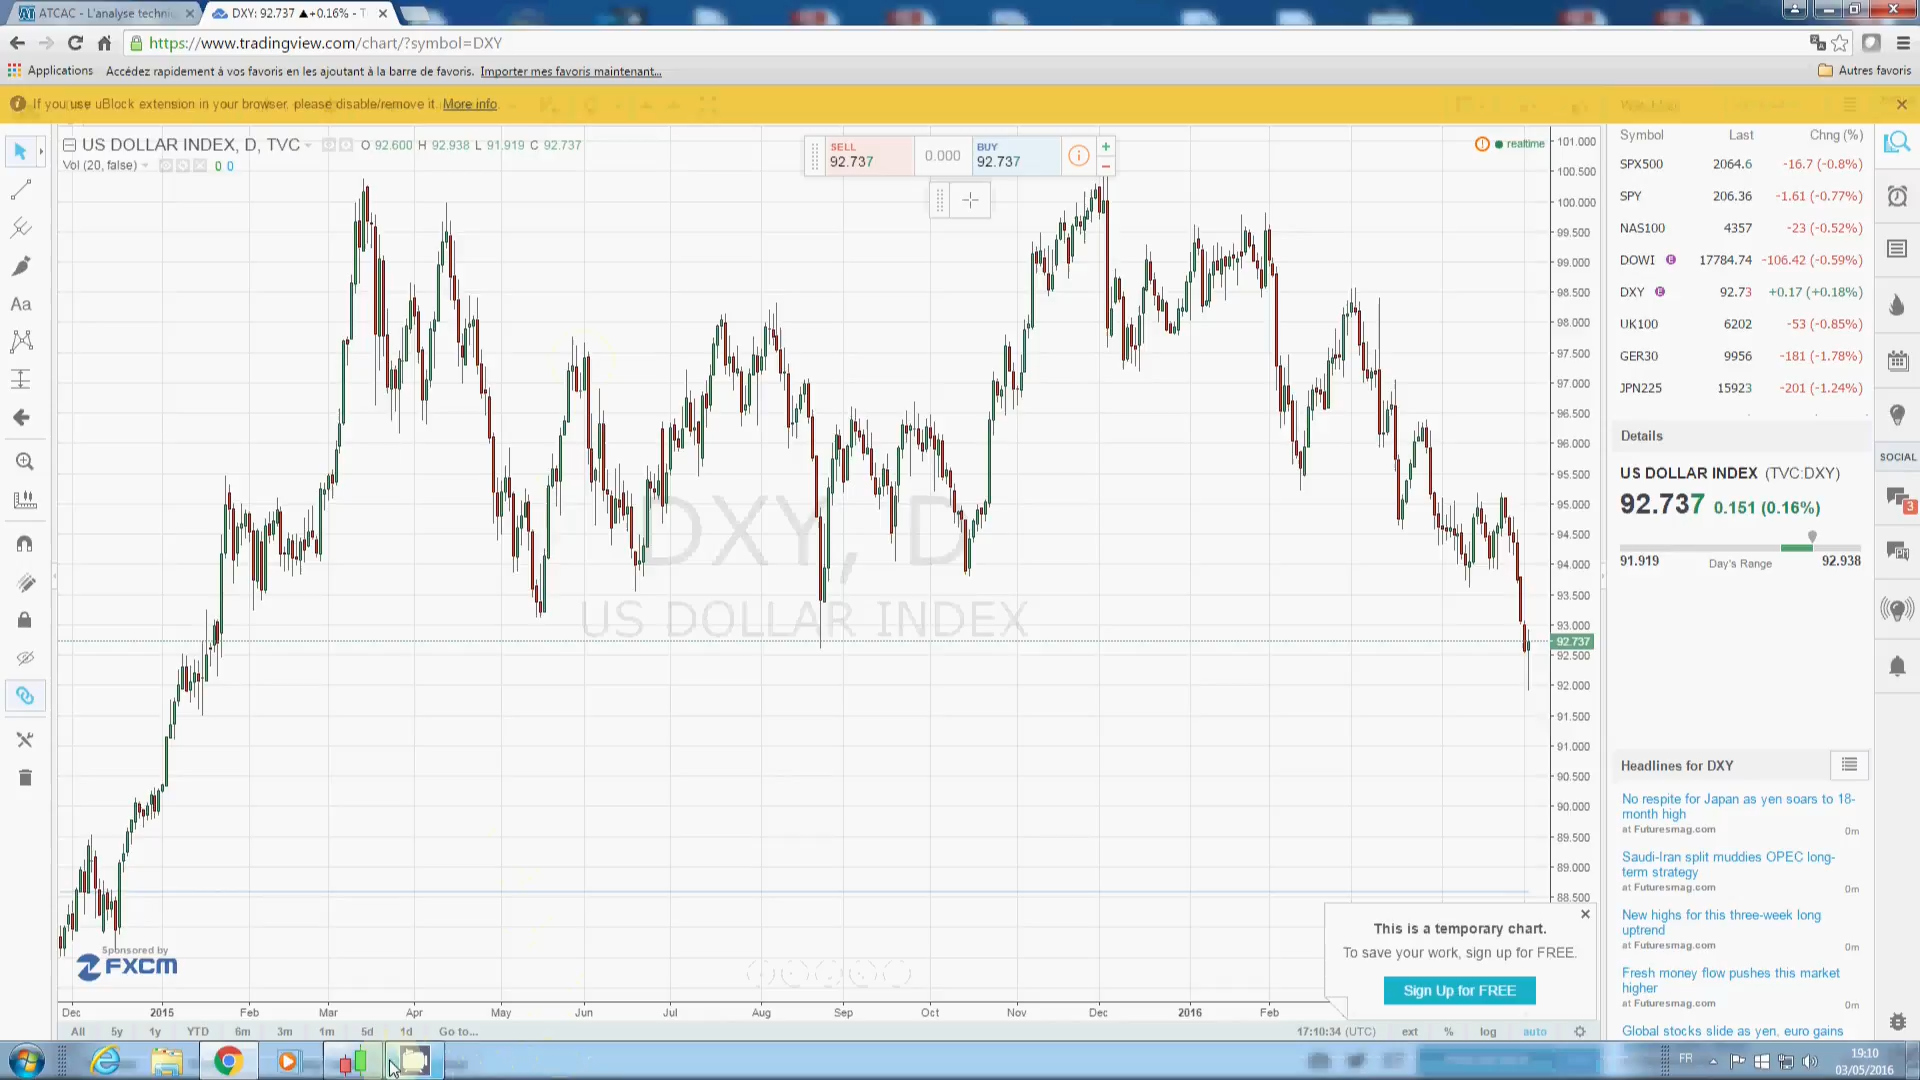 ATCAC - L'analyse techni
DXY: 92.737 ▲+0.16% - T
https://www.tradingview.com/chart/?symbol=DXY
Applications
Accédez rapidement à vos favoris en les ajoutant à la barre de favoris. Importer mes favoris maintenant...
Autres favoris
If you use uBlock extension in your browser, please disable/remove it. More info
US DOLLAR INDEX, D, TVC
O 92.600 H 92.938 L 91.919 C 92.737
Vol (20, false)
0 0
SELL
92.737
0.000
BUY
92.737
realtime
Aa
DXY, D
US DOLLAR INDEX
101.000
100.500
100.000
99.500
99.000
98.500
98.000
97.500
97.000
96.500
96.000
95.500
95.000
94.500
94.000
93.500
93.000
92.737
92.500
92.000
91.500
91.000
90.500
90.000
89.500
89.000
88.500
Sponsored by
FXCM
Dec 2015 Feb Mar Apr May Jun Jul Aug Sep Oct Nov Dec 2016 Feb
All 5y 1y YTD 6m 3m 1m 5d 1d Go to...
17:10:34 (UTC) ext % log auto
This is a temporary chart.
To save your work, sign up for FREE.
Sign Up for FREE
Symbol Last Chng (%)
SPX500 2064.6 -16.7 (-0.8%)
SPY 206.36 -1.61 (-0.77%)
NAS100 4357 -23 (-0.52%)
DOWI E 17784.74 -106.42 (-0.59%)
DXY E 92.73 +0.17 (+0.18%)
UK100 6202 -53 (-0.85%)
GER30 9956 -181 (-1.78%)
JPN225 15923 -201 (-1.24%)
Details
US DOLLAR INDEX (TVC:DXY)
92.737 0.151 (0.16%)
91.919 Day's Range 92.938
Headlines for DXY
No respite for Japan as yen soars to 18-
month high
at Futuresmag.com 0m
Saudi-Iran split muddies OPEC long-
term strategy
at Futuresmag.com 0m
New highs for this three-week long
uptrend
at Futuresmag.com 0m
Fresh money flow pushes this market
higher
at Futuresmag.com 0m
Global stocks slide as yen, euro gains
SOCIAL
3
FR
19:10
03/05/2016